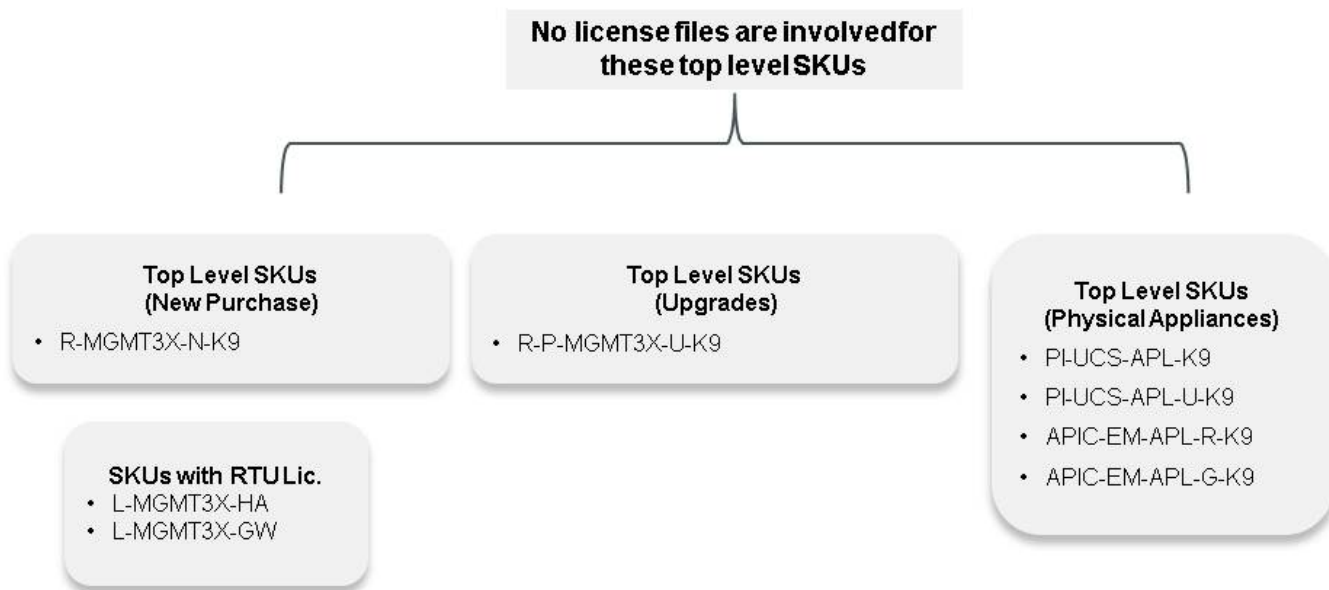 No license files are involved for
these top level SKUs
Top Level SKUs
(New Purchase)
• R-MGMT3X-N-K9
Top Level SKUs
(Upgrades)
• R-P-MGMT3X-U-K9
Top Level SKUs
(Physical Appliances)
• PI-UCS-APL-K9
• PI-UCS-APL-U-K9
• APIC-EM-APL-R-K9
• APIC-EM-APL-G-K9
SKUs with RTU Lic.
• L-MGMT3X-HA
• L-MGMT3X-GW